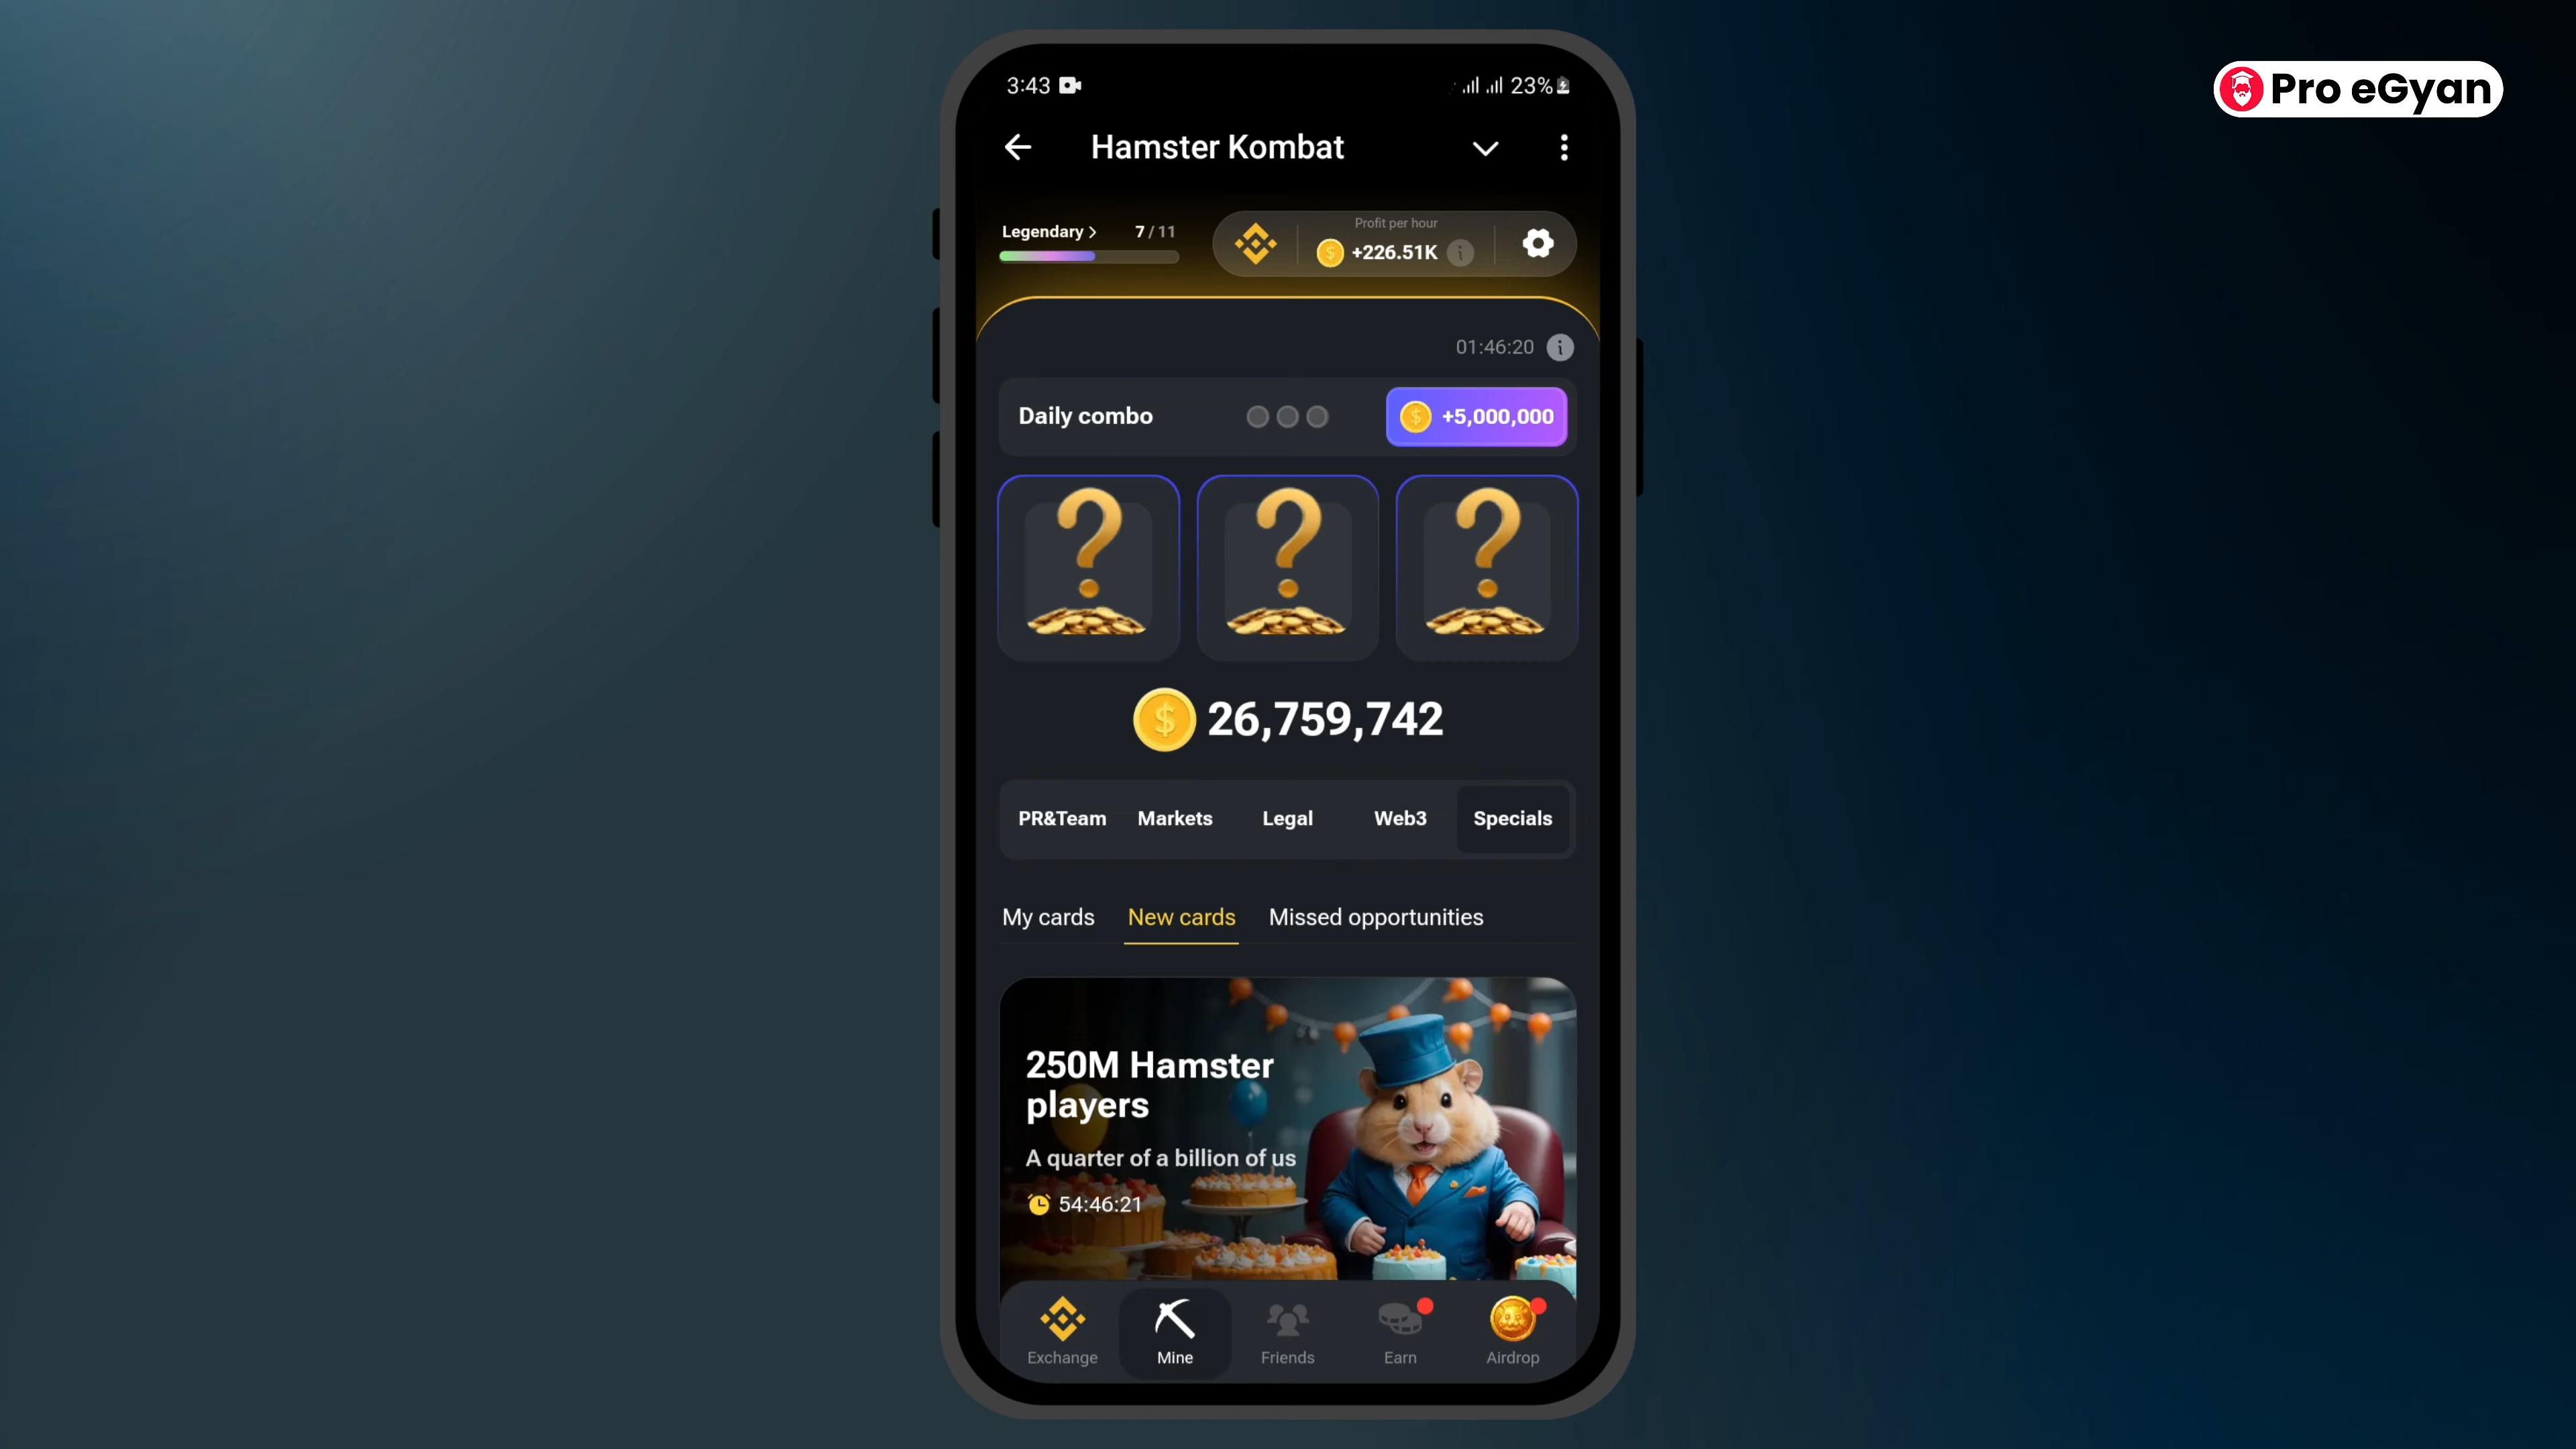 Pro eGyan
3:43
23%
Hamster Kombat
Legendary >
7 / 11
Profit per hour
+226.51K
01:46:20
Daily combo
+5,000,000
26,759,742
PR&Team Markets Legal Web3 Specials
My cards New cards Missed opportunities
250M Hamster
players
A quarter of a billion of us
54:46:21
Exchange Mine Friends Earn Airdrop